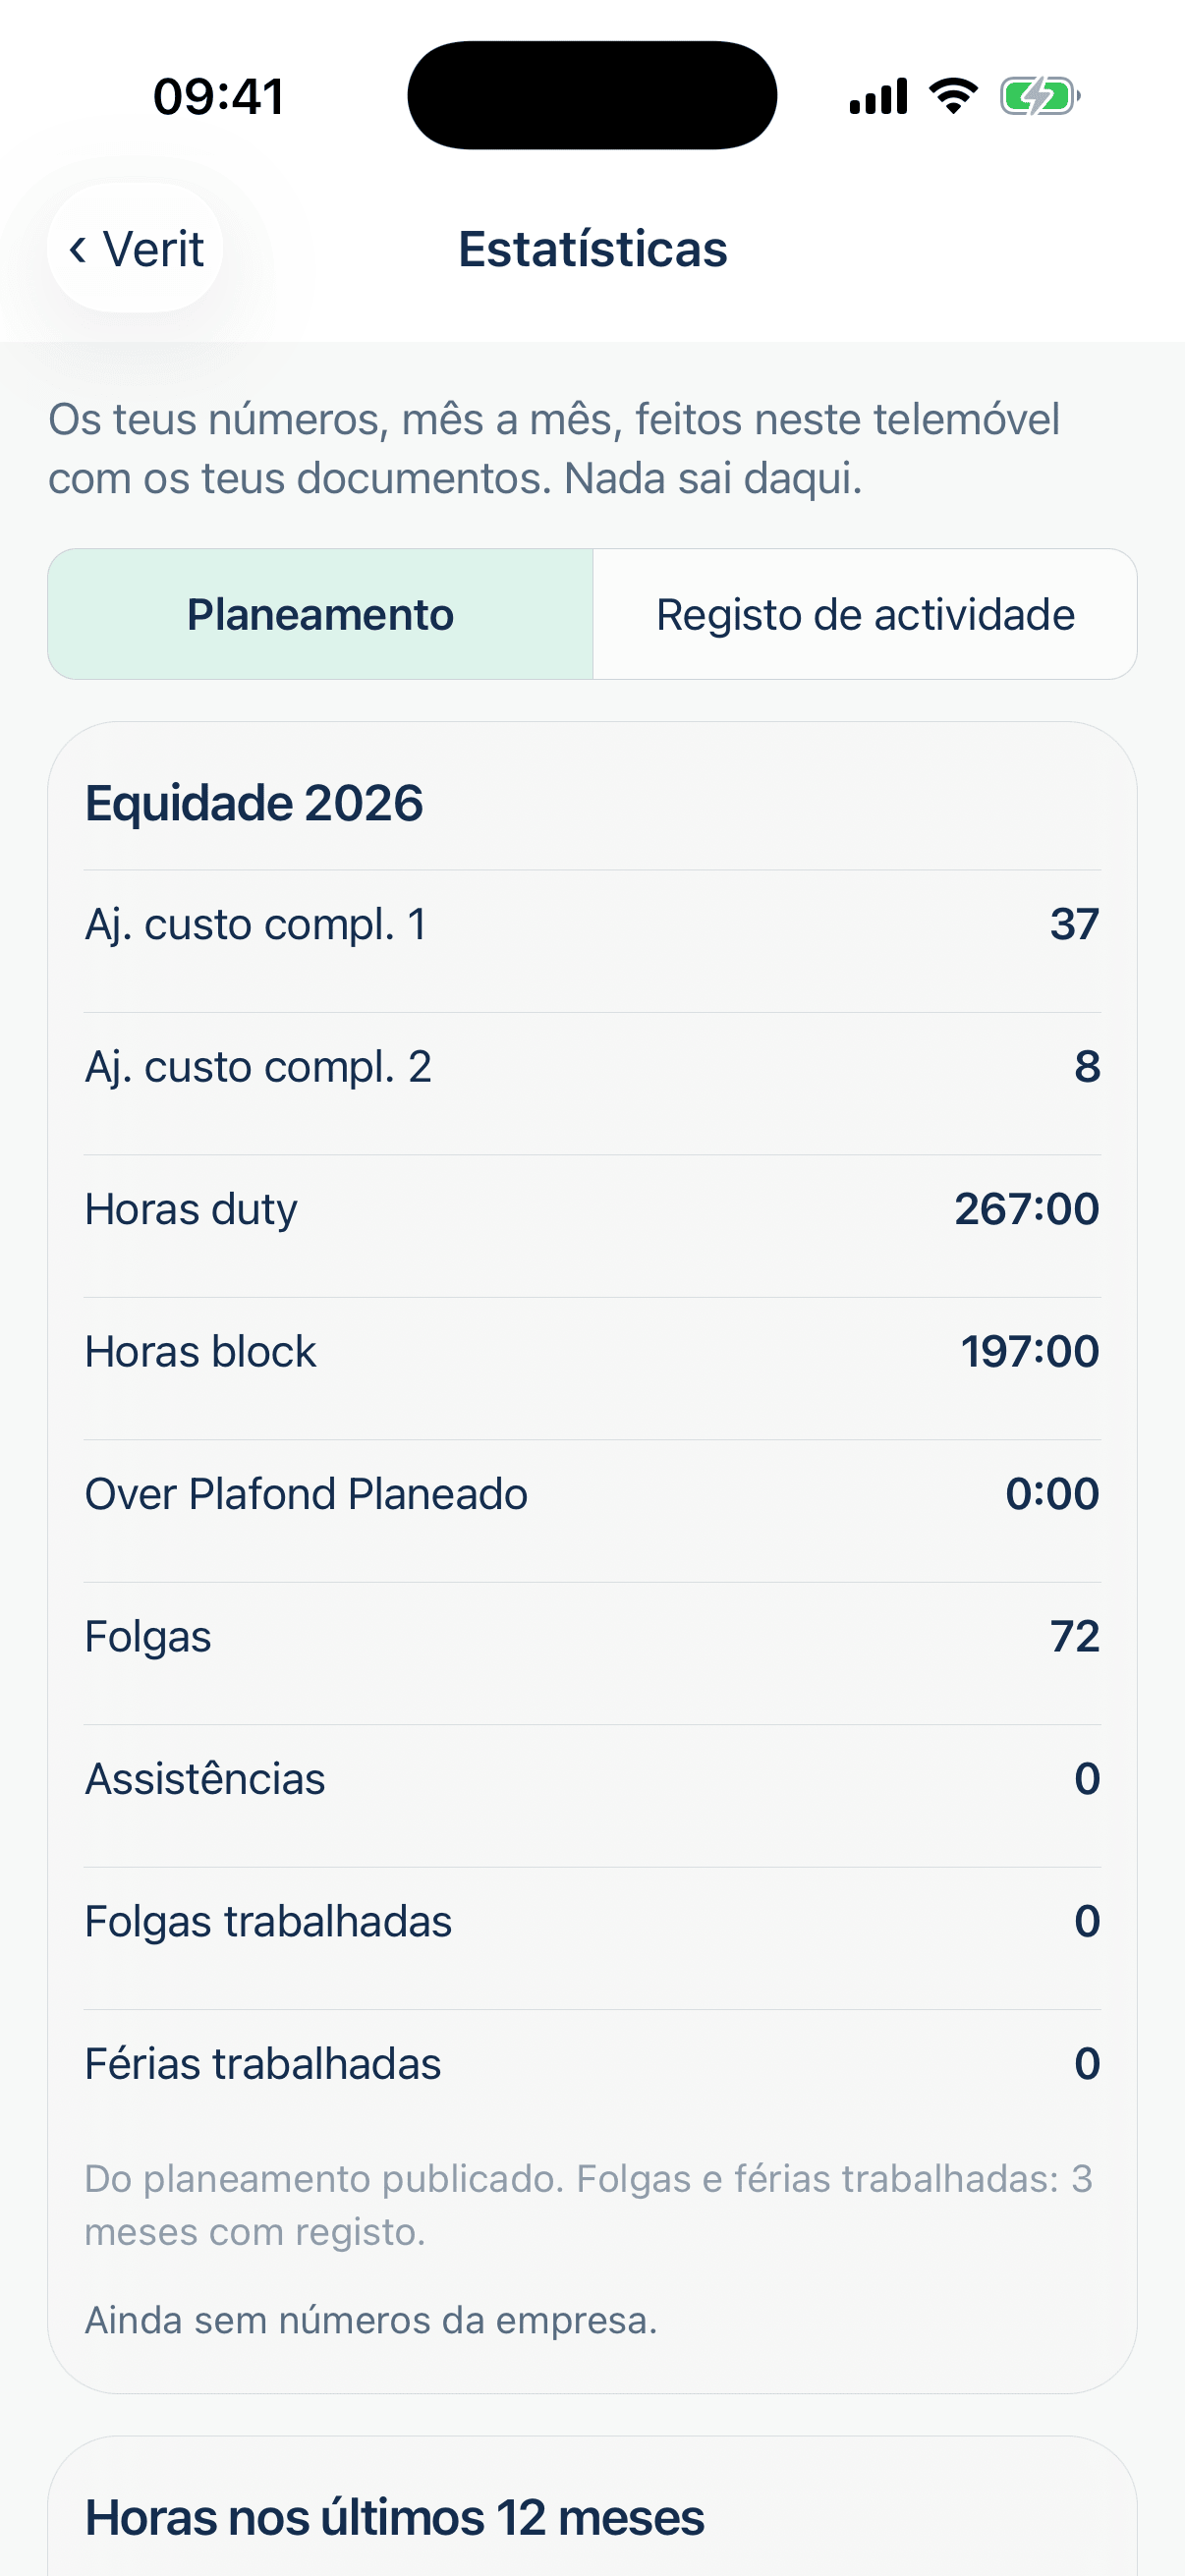 09:41
‹ Verit
Estatísticas
Os teus números, mês a mês, feitos neste telemóvel
com os teus documentos. Nada sai daqui.
Planeamento
Registo de actividade
Equidade 2026
Aj. custo compl. 1 37
Aj. custo compl. 2 8
Horas duty 267:00
Horas block 197:00
Over Plafond Planeado 0:00
Folgas 72
Assistências 0
Folgas trabalhadas 0
Férias trabalhadas 0
Do planeamento publicado. Folgas e férias trabalhadas: 3
meses com registo.
Ainda sem números da empresa.
Horas nos últimos 12 meses